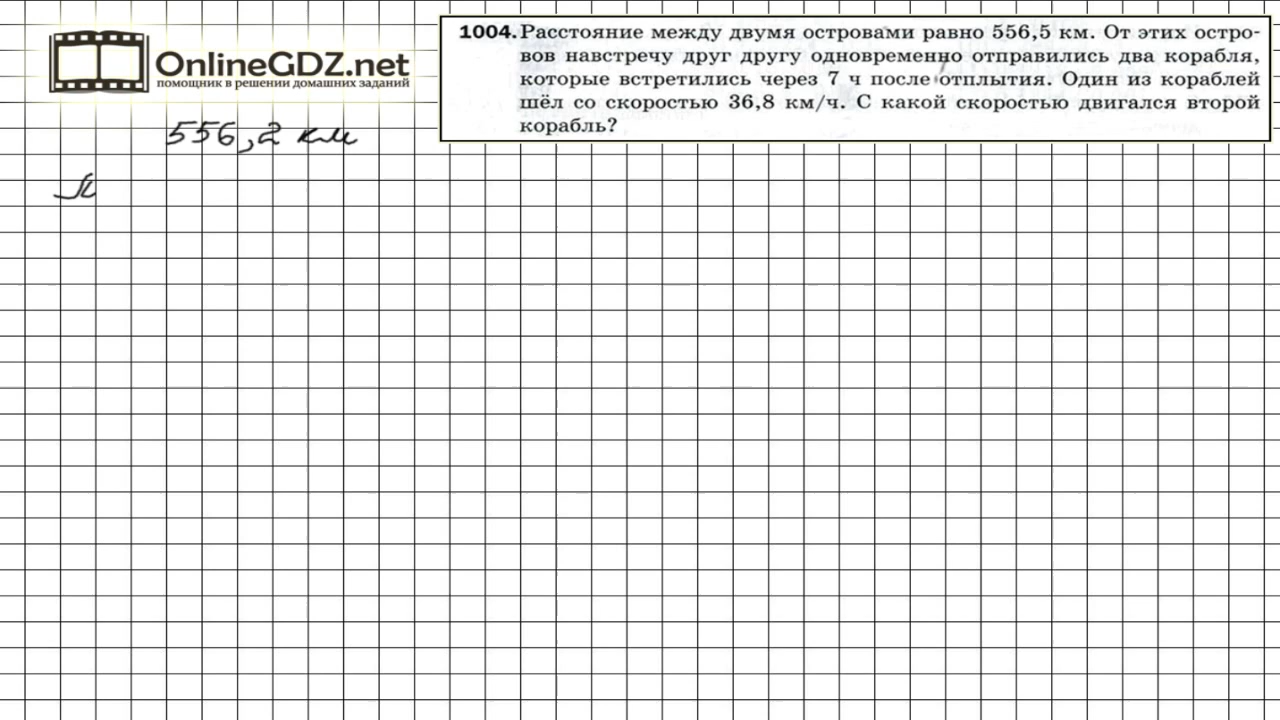 OnlineGDZ.net
помощник в решении домашних заданий
1004. Расстояние между двумя островами равно 556,5 км. От этих остро-
вов навстречу друг другу одновременно отправились два корабля,
которые встретились через 7 ч после отплытия. Один из кораблей
шёл со скоростью 36,8 км/ч. С какой скоростью двигался второй
корабль?
556,2 км